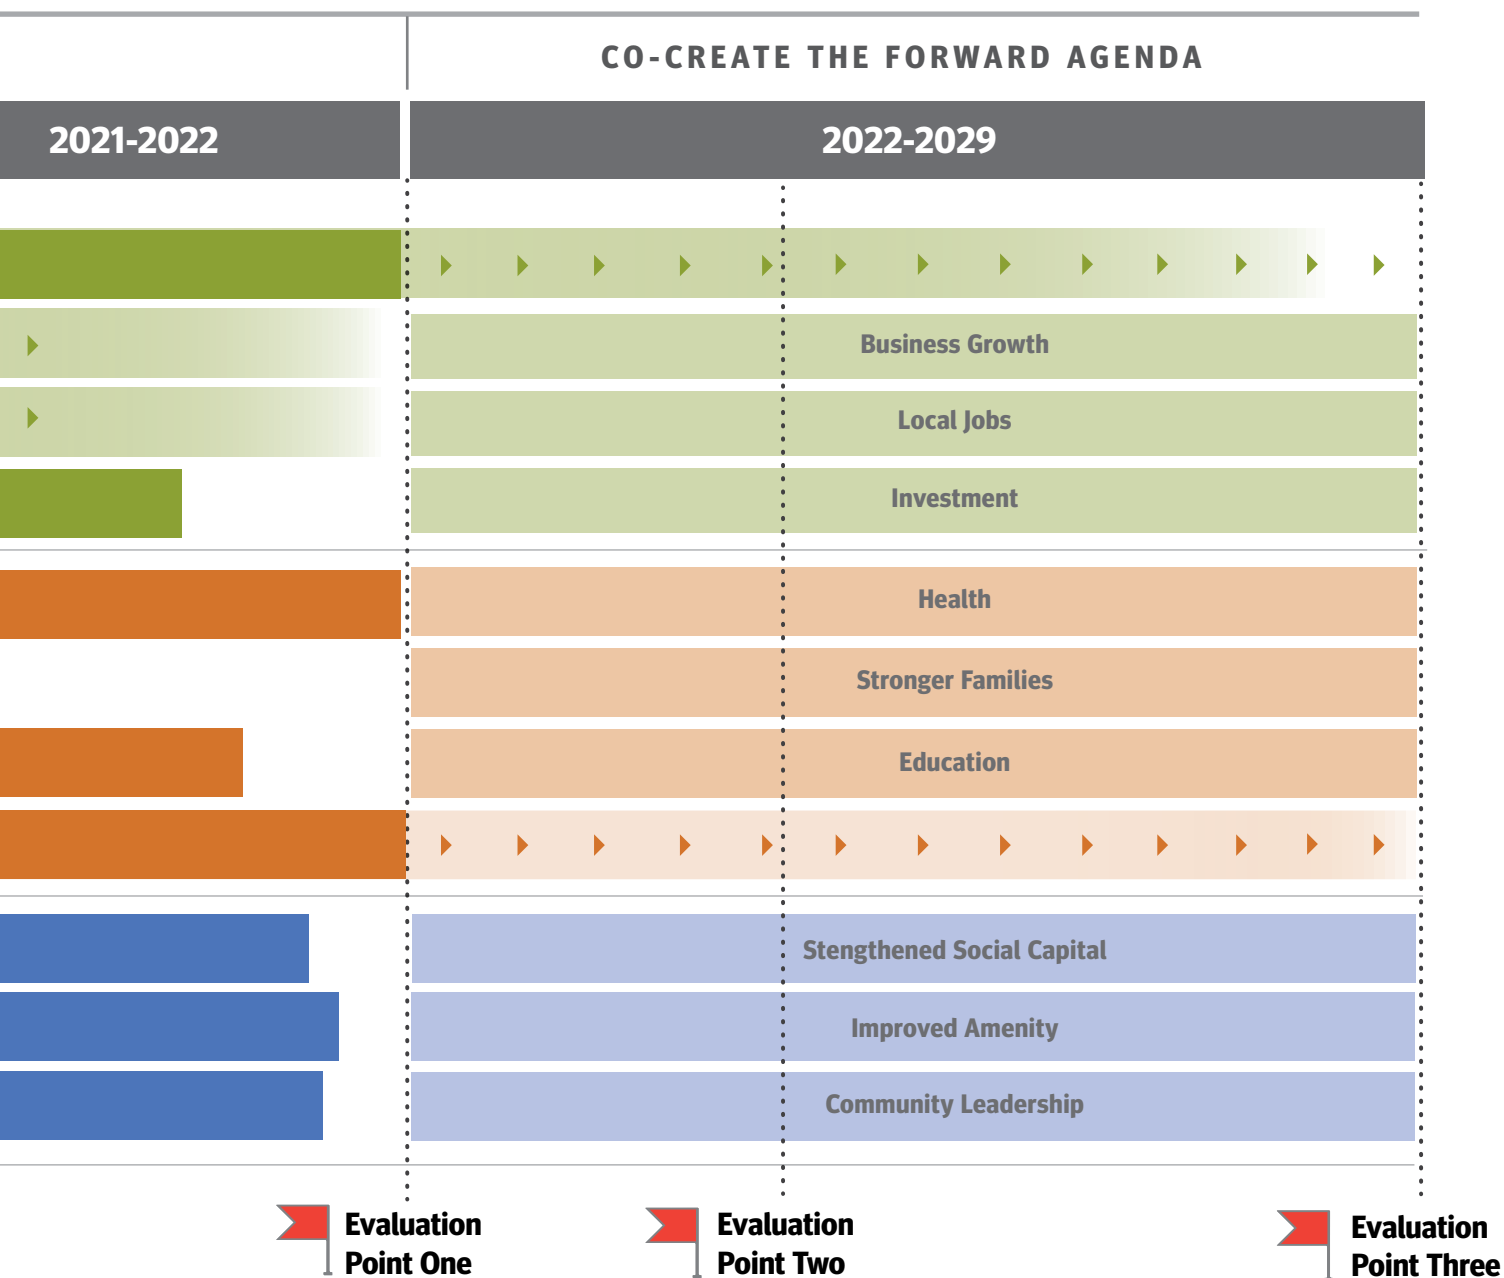 CO-CREATE THE FORWARD AGENDA
2021-2022
2022-2029
Business Growth
Local Jobs
Investment
Health
Stronger Families
Education
Stengthened Social Capital
Improved Amenity
Community Leadership
Evaluation
Point One
Evaluation
Point Two
Evaluation
Point Three